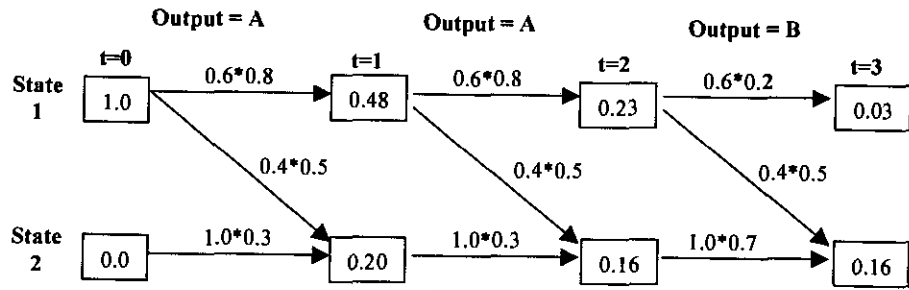 Output = A Output = A Output = B
t=0 t=1 t=2 t=3
State 1 1.0 0.6*0.8 0.48 0.6*0.8 0.23 0.6*0.2 0.03
0.4*0.5 0.4*0.5 0.4*0.5
State 2 0.0 1.0*0.3 0.20 1.0*0.3 0.16 1.0*0.7 0.16